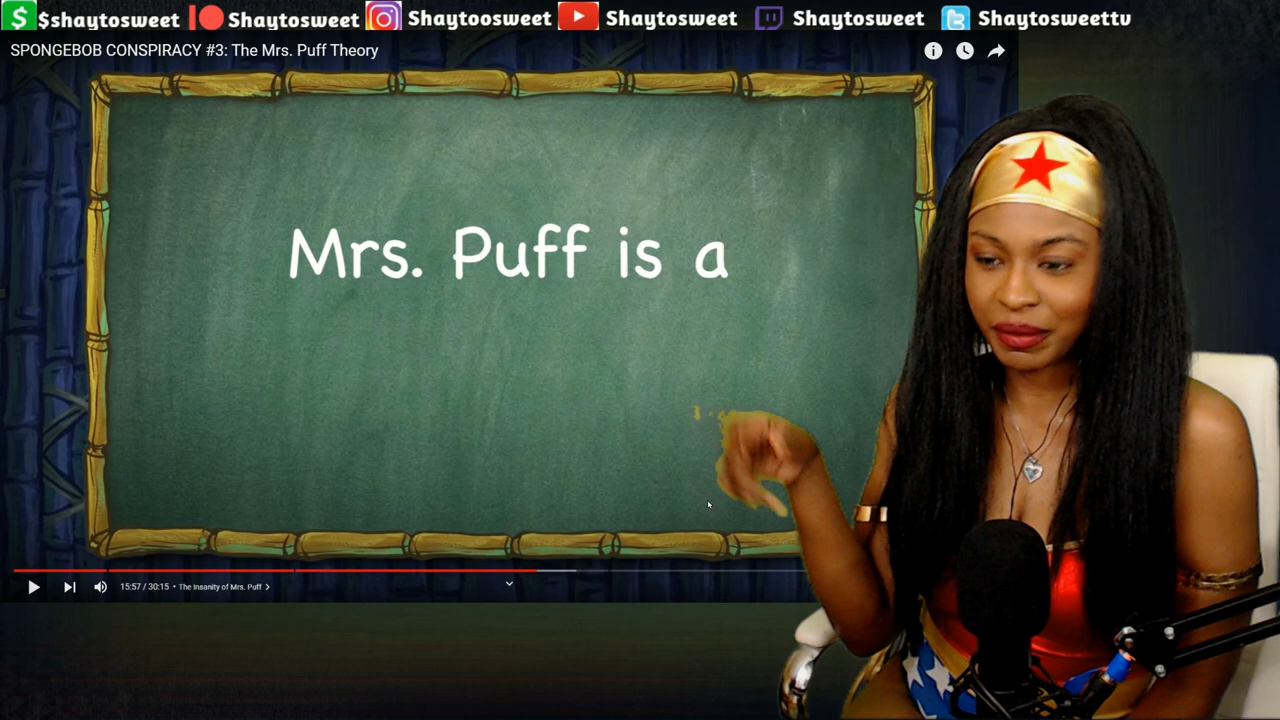 $shaytosweet Shaytosweet Shaytoosweet Shaytosweet Shaytosweet Shaytosweettv
SPONGEBOB CONSPIRACY #3: The Mrs. Puff Theory
Mrs. Puff is a
15:57 / 30:15 • The Insanity of Mrs. Puff